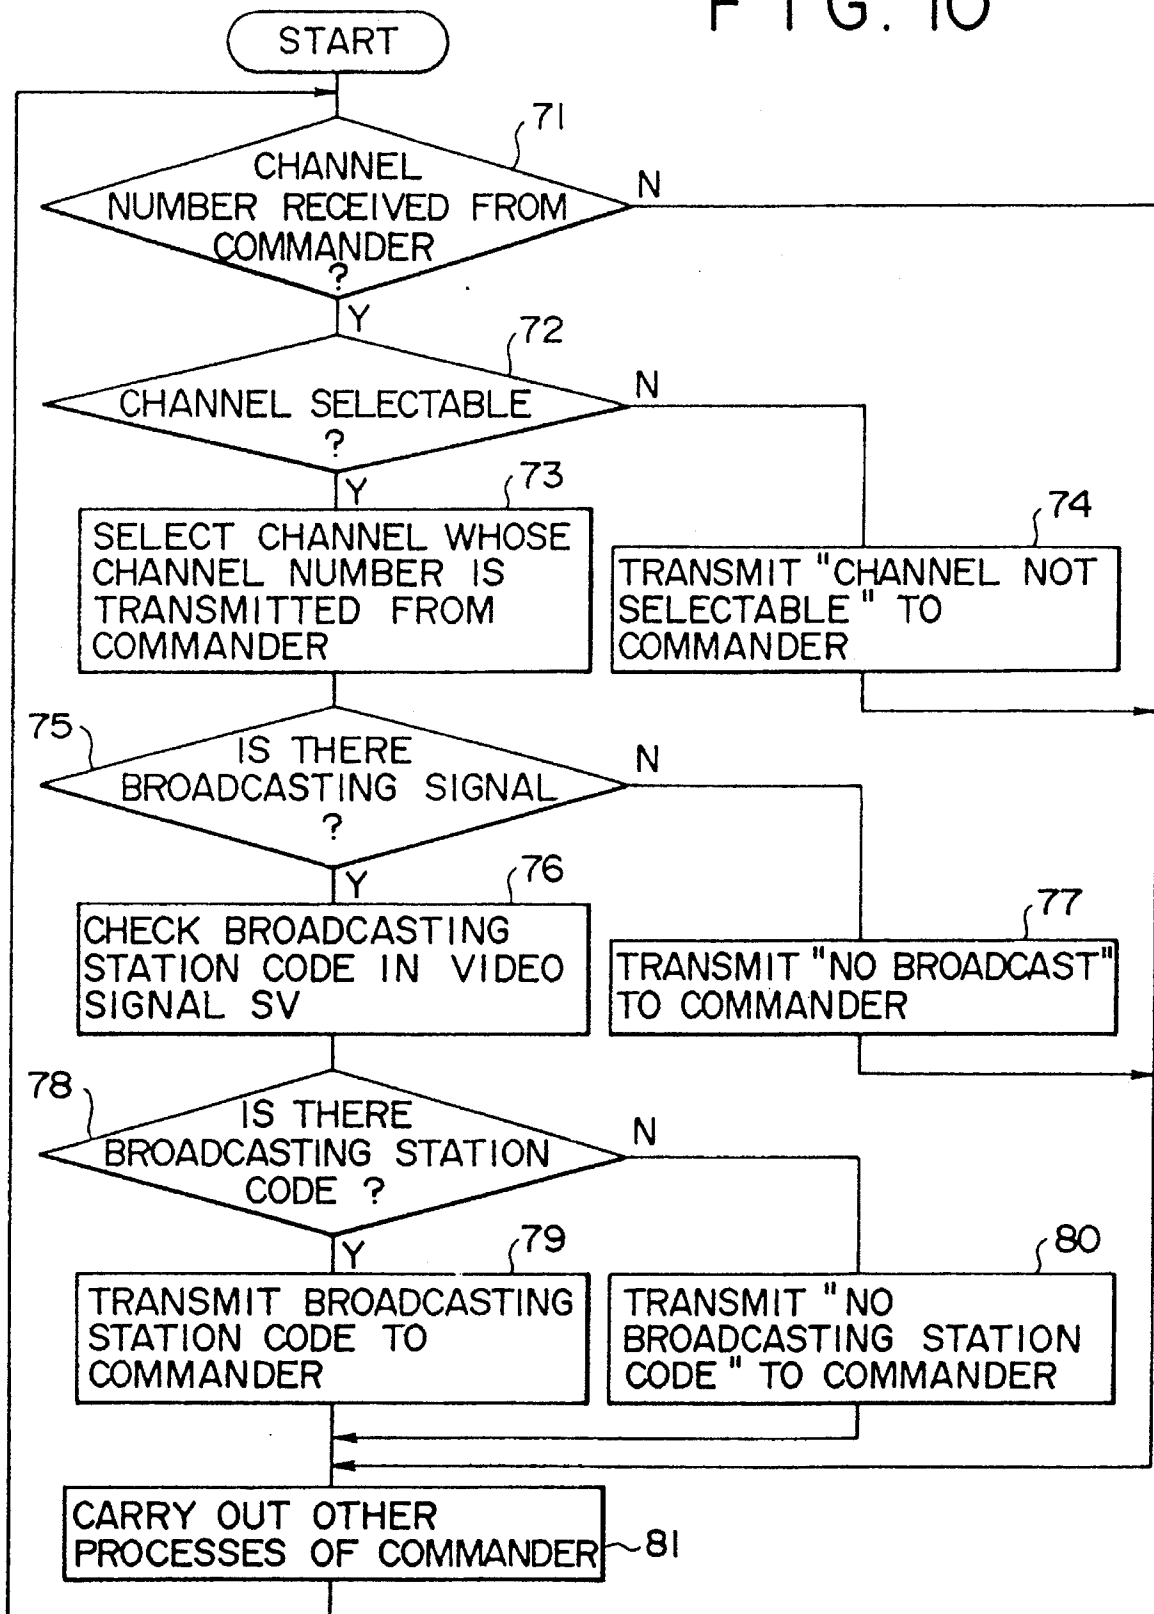 FIG. 10
START
71
CHANNEL
NUMBER RECEIVED FROM
COMMANDER
?
N
Y
72
CHANNEL SELECTABLE
?
N
Y
73
SELECT CHANNEL WHOSE
CHANNEL NUMBER IS
TRANSMITTED FROM
COMMANDER
74
TRANSMIT "CHANNEL NOT
SELECTABLE" TO
COMMANDER
75
IS THERE
BROADCASTING SIGNAL
?
N
Y
76
CHECK BROADCASTING
STATION CODE IN VIDEO
SIGNAL SV
77
TRANSMIT "NO BROADCAST"
TO COMMANDER
78
IS THERE
BROADCASTING STATION
CODE ?
N
Y
79
TRANSMIT BROADCASTING
STATION CODE TO
COMMANDER
80
TRANSMIT "NO
BROADCASTING STATION
CODE" TO COMMANDER
CARRY OUT OTHER
PROCESSES OF COMMANDER
81